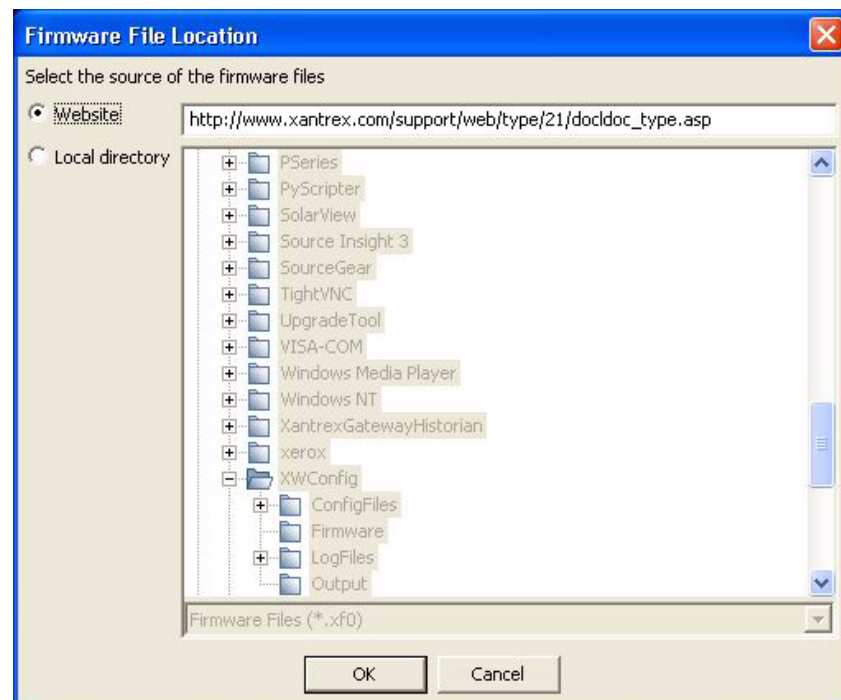 Firmware File Location
Select the source of the firmware files
Website
http://www.xantrex.com/support/web/type/21/docldoc_type.asp
Local directory
PSeries
PyScripter
SolarView
Source Insight 3
SourceGear
TightVNC
UpgradeTool
VISA-COM
Windows Media Player
Windows NT
XantrexGatewayHistorian
xerox
XWConfig
ConfigFiles
Firmware
LogFiles
Output
Firmware Files (*.xf0)
OK
Cancel